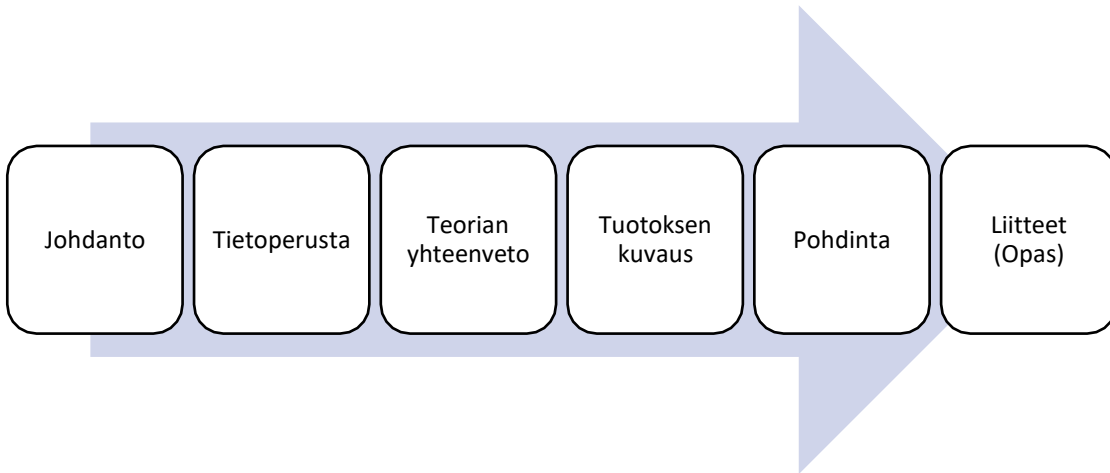 Johdanto
Tietoperusta
Teorian
yhteenveto
Tuotoksen
kuvaus
Pohdinta
Liitteet
(Opas)